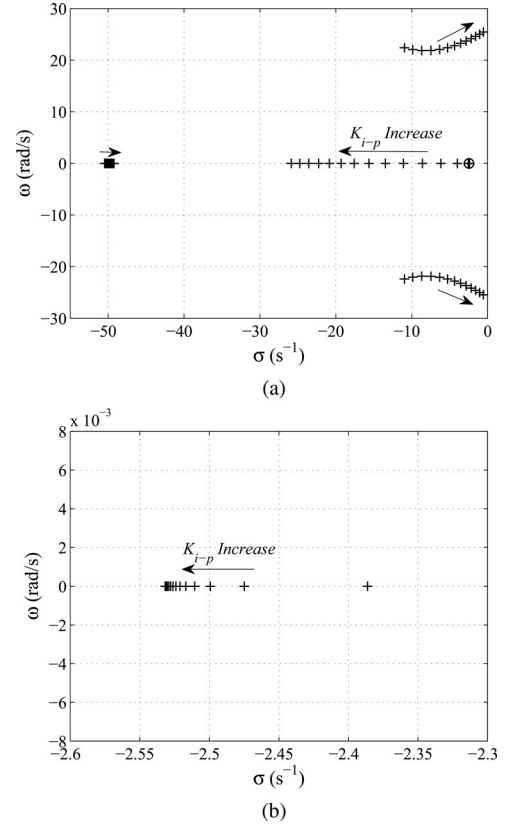 30
20
10
0
−10
−20
−30
ω (rad/s)
K i−p Increase
−50 −40 −30 −20 −10 0
σ (s−1)
(a)
x 10−3
8
6
4
2
0
−2
−4
−6
−8
ω (rad/s)
K i−p Increase
−2.6 −2.55 −2.5 −2.45 −2.4 −2.35 −2.3
σ (s−1)
(b)